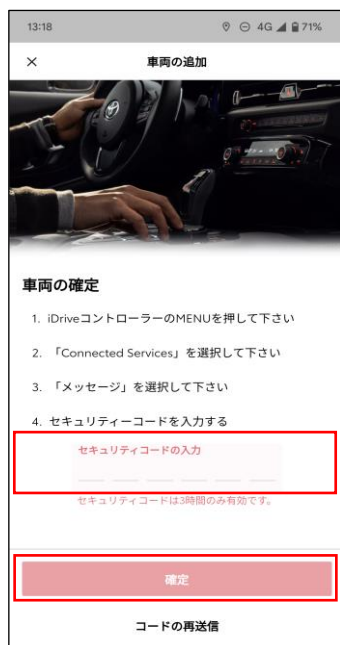 13:18
4G
71%
×
車両の追加
車両の確定
1. iDriveコントローラーのMENUを押して下さい
2. 「Connected Services」を選択して下さい
3. 「メッセージ」を選択して下さい
4. セキュリティーコードを入力する
セキュリティコードの入力
セキュリティコードは3時間のみ有効です。
確定
コードの再送信